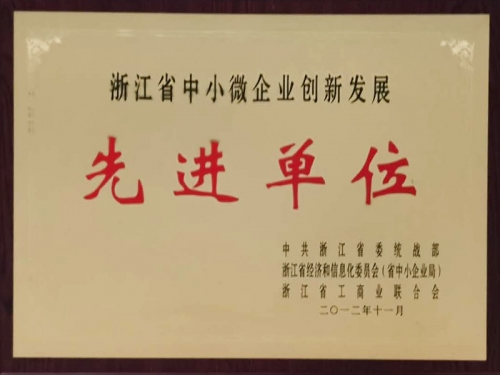 浙江省中小微企业创新发展
先进单位
中共浙江省委统战部
浙江省经济和信息化委员会(省中小企业局)
浙江省工商业联合会
二〇一二年十一月